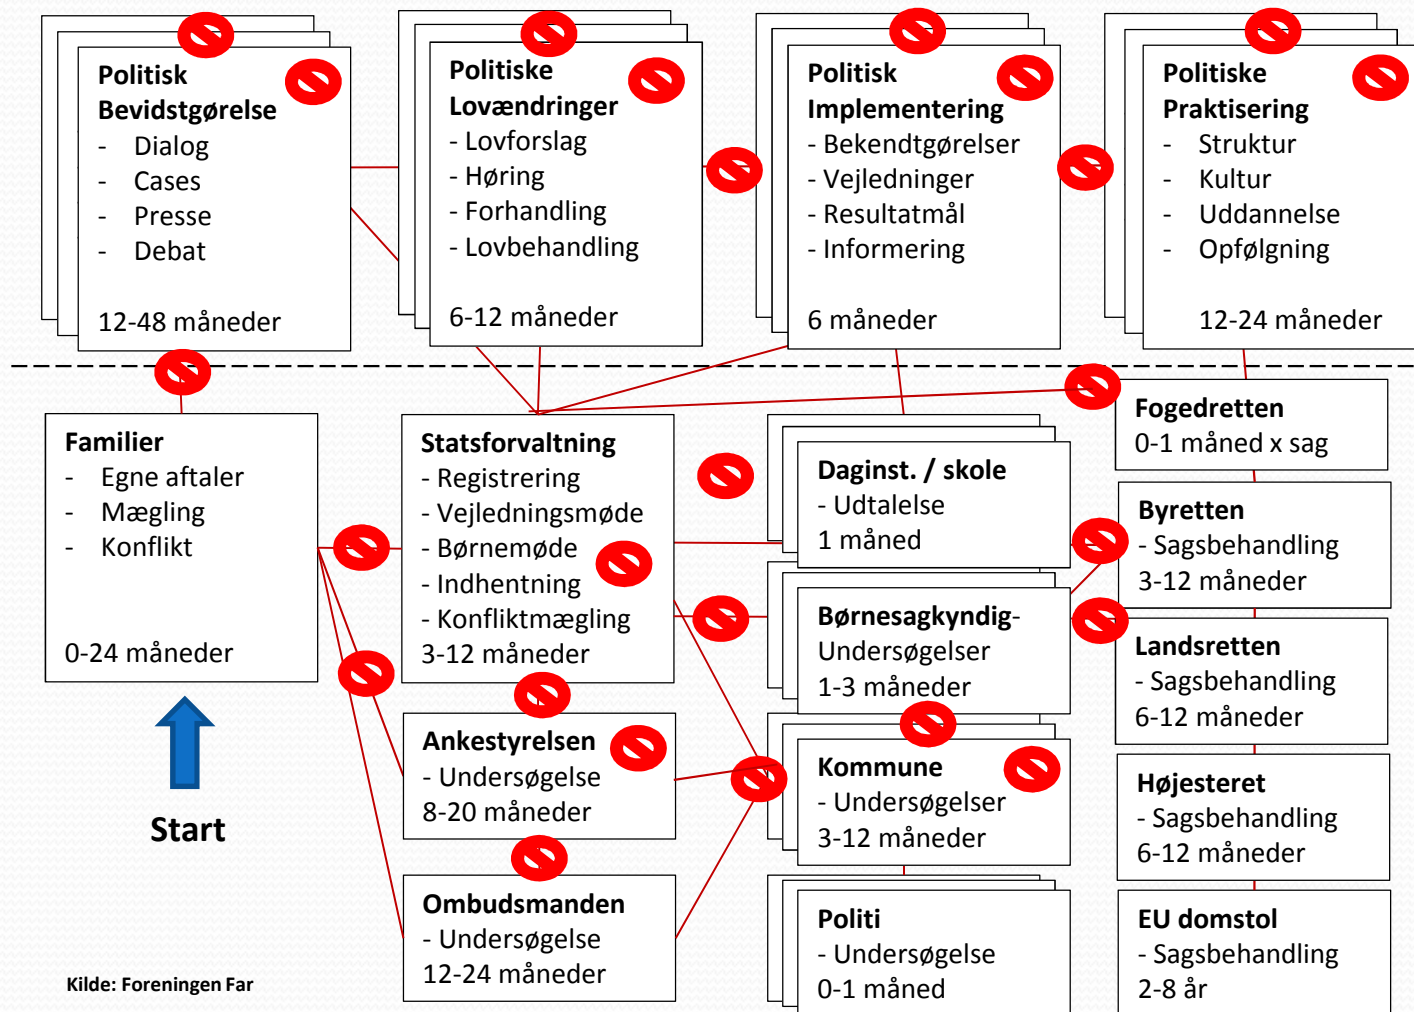 Politisk
Bevidstgørelse
- Dialog
- Cases
- Presse
- Debat
12-48 måneder
Politiske
Lovændringer
- Lovforslag
- Høring
- Forhandling
- Lovbehandling
6-12 måneder
Politisk
Implementering
- Bekendtgørelser
- Vejledninger
- Resultatmål
- Informering
6 måneder
Politiske
Praktisering
- Struktur
- Kultur
- Uddannelse
- Opfølgning
12-24 måneder
Familier
- Egne aftaler
- Mægling
- Konflikt
0-24 måneder
Start
Statsforvaltning
- Registrering
- Vejledningsmøde
- Børnemøde
- Indhentning
- Konfliktmægling
3-12 måneder
Ankestyrelsen
- Undersøgelse
8-20 måneder
Ombudsmanden
- Undersøgelse
12-24 måneder
Daginst. / skole
- Udtalelse
1 måned
Børnesagkyndig-
Undersøgelser
1-3 måneder
Kommune
- Undersøgelser
3-12 måneder
Politi
- Undersøgelse
0-1 måned
Fogedretten
0-1 måned x sag
Byretten
- Sagsbehandling
3-12 måneder
Landsretten
- Sagsbehandling
6-12 måneder
Højesteret
- Sagsbehandling
6-12 måneder
EU domstol
- Sagsbehandling
2-8 år
Kilde: Foreningen Far